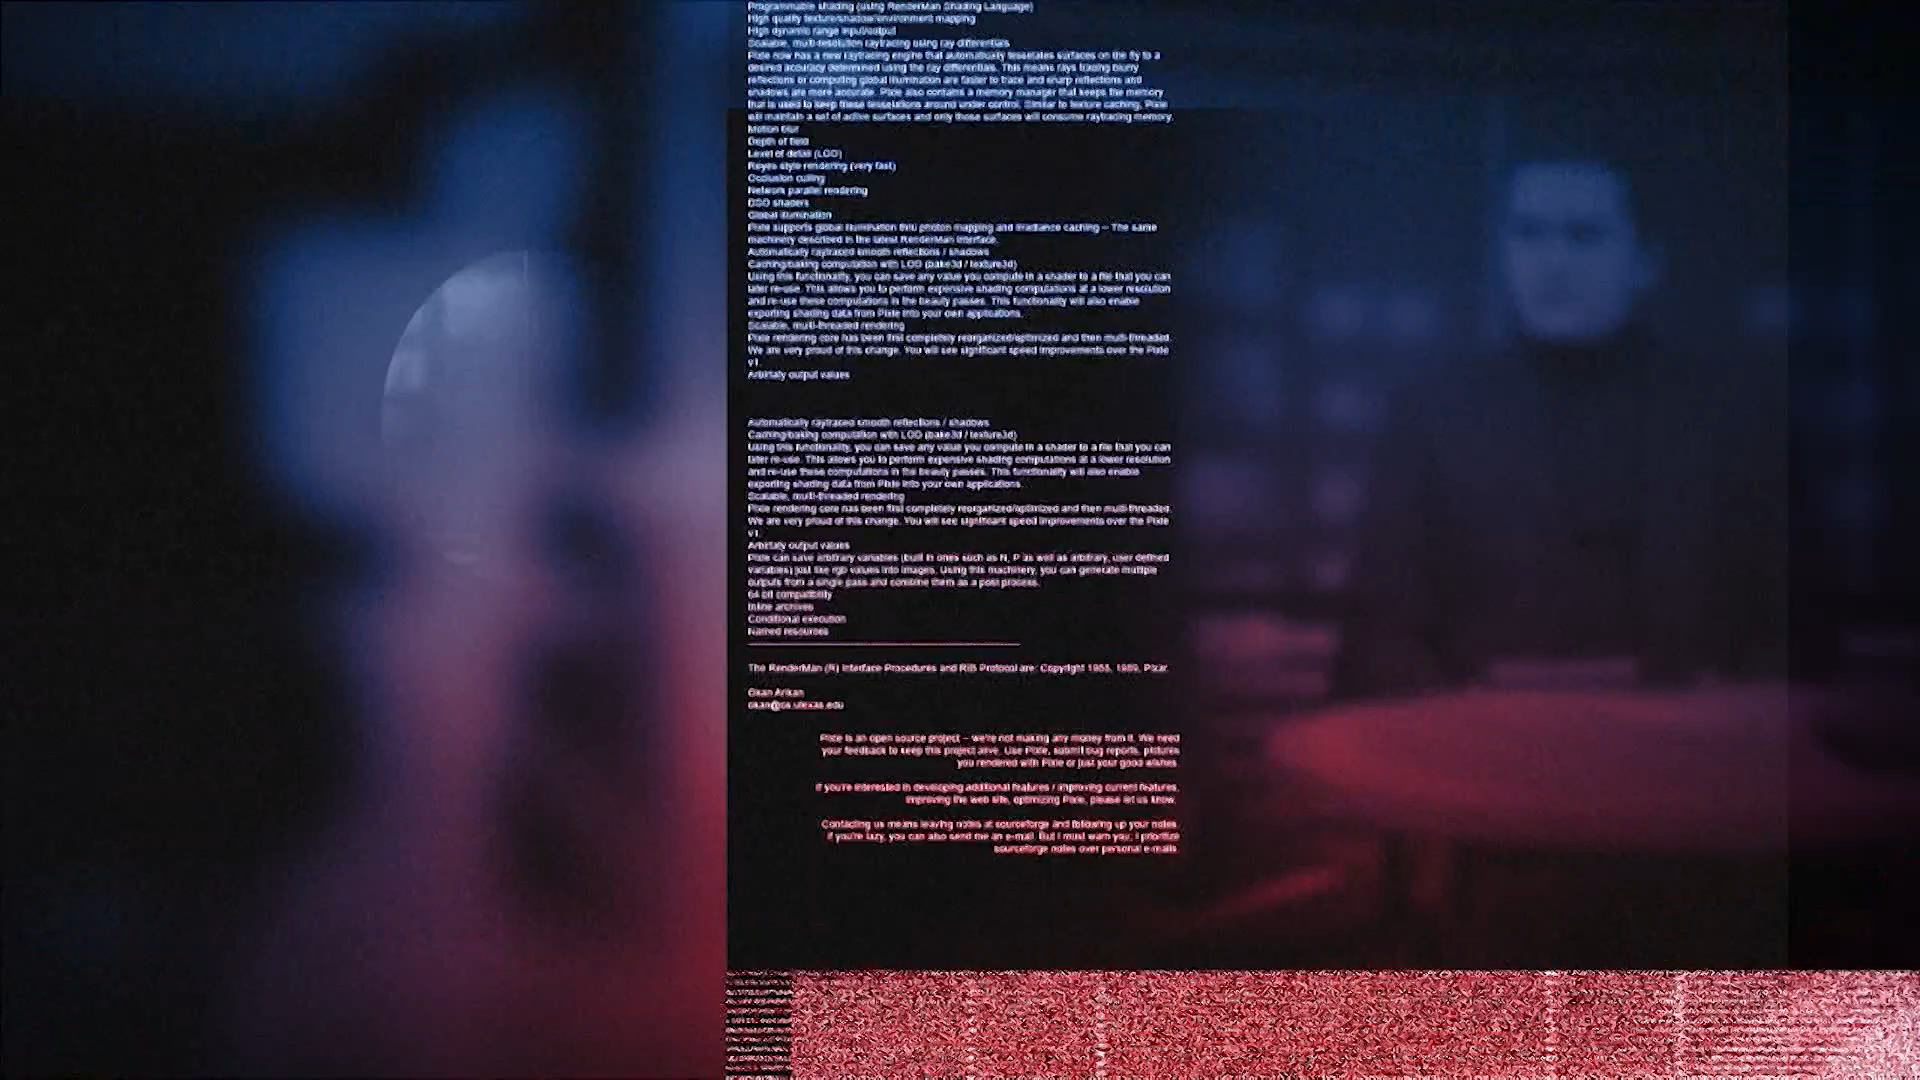 Programmable shading (using RenderMan Shading Language)
High quality texture/shadow/environment mapping
High dynamic range input/output
Scalable, multi-resolution raytracing using ray differentials
Pixie now has a new raytracing engine that automatically tesselates surfaces on the fly to a
desired accuracy determined using the ray differentials. This means rays tracing blurry
reflections or computing global illumination are faster to trace and sharp reflections and
shadows are more accurate. Pixie also contains a memory manager that keeps the memory
that is used to keep these tesselations around under control. Similar to texture caching, Pixie
will maintain a set of active surfaces and only those surfaces will consume raytracing memory.
Motion blur
Depth of field
Level of detail (LOD)
Reyes style rendering (very fast)
Occlusion culling
Network parallel rendering
DSO shaders
Global illumination
Pixie supports global illumination thru photon mapping and irradiance caching -- The same
machinery described in the latest RenderMan Interface.
Automatically raytraced smooth reflections / shadows
Caching/baking computation with LOD (bake3d / texture3d)
Using this functionality, you can save any value you compute in a shader to a file that you can
later re-use. This allows you to perform expensive shading computations at a lower resolution
and re-use these computations in the beauty passes. This functionality will also enable
exporting shading data from Pixie into your own applications.
Scalable, multi-threaded rendering
Pixie rendering core has been first completely reorganized/optimized and then multi-threaded.
We are very proud of this change. You will see significant speed improvements over the Pixie
v1.
Arbitraty output values
Automatically raytraced smooth reflections / shadows
Caching/baking computation with LOD (bake3d / texture3d)
Using this functionality, you can save any value you compute in a shader to a file that you can
later re-use. This allows you to perform expensive shading computations at a lower resolution
and re-use these computations in the beauty passes. This functionality will also enable
exporting shading data from Pixie into your own applications.
Scalable, multi-threaded rendering
Pixie rendering core has been first completely reorganized/optimized and then multi-threaded.
We are very proud of this change. You will see significant speed improvements over the Pixie
v1.
Arbitraty output values
Pixie can save arbitrary variables (built in ones such as N, P as well as arbitrary, user defined
variables) just like rgb values into images. Using this machinery, you can generate multiple
outputs from a single pass and combine them as a post process.
64 bit compatibility
Inline archives
Conditional execution
Named resources
The RenderMan (R) Interface Procedures and RIB Protocol are: Copyright 1988, 1989, Pixar.
Okan Arikan
okan@cs.utexas.edu
Pixie is an open source project -- we're not making any money from it. We need
your feedback to keep this project alive. Use Pixie, submit bug reports, pictures
you rendered with Pixie or just your good wishes.
If you're interested in developing additional features / improving current features,
improving the web site, optimizing Pixie, please let us know.
Contacting us means leaving notes at sourceforge and following up your notes.
If you're lazy, you can also send me an e-mail. But I must warn you: I prioritize
sourceforge notes over personal e-mails.